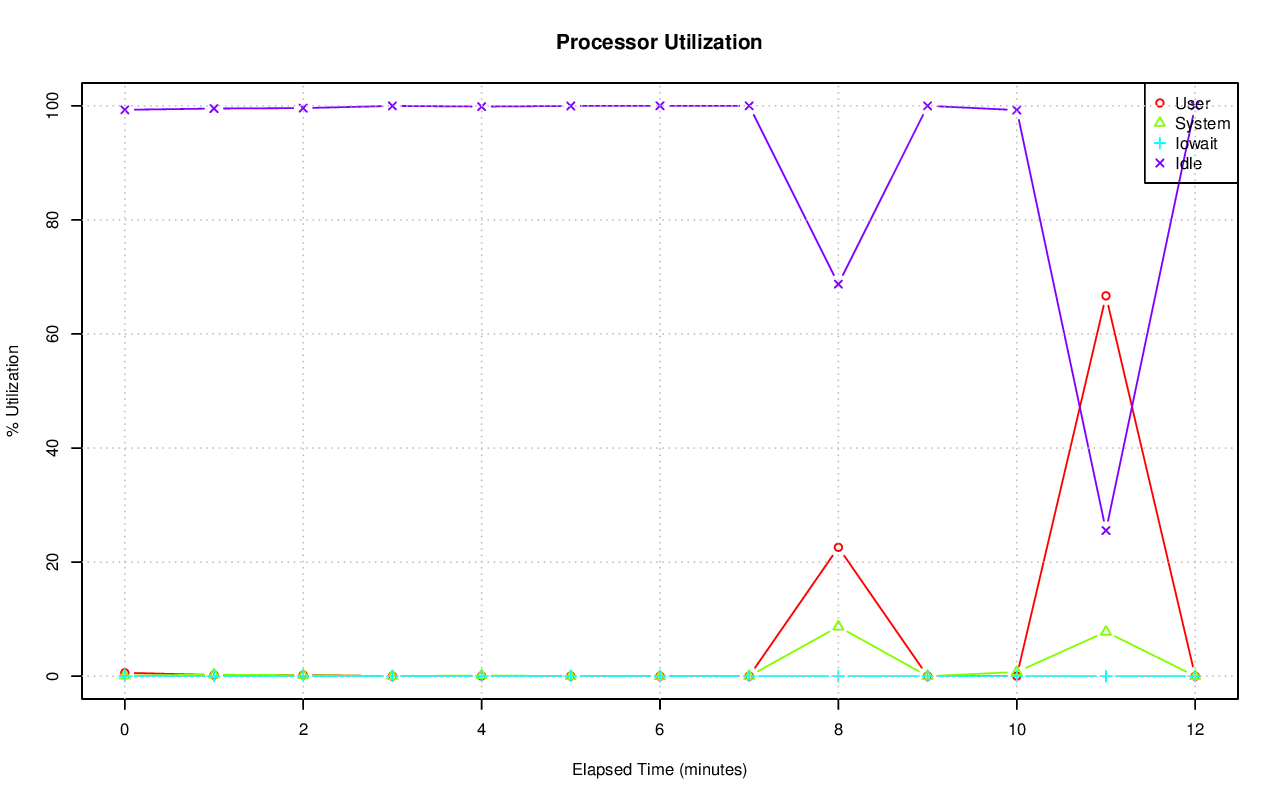 Processor Utilization
100
80
60
40
20
0
% Utilization
User
System
Iowait
Idle
0 2 4 6 8 10 12
Elapsed Time (minutes)